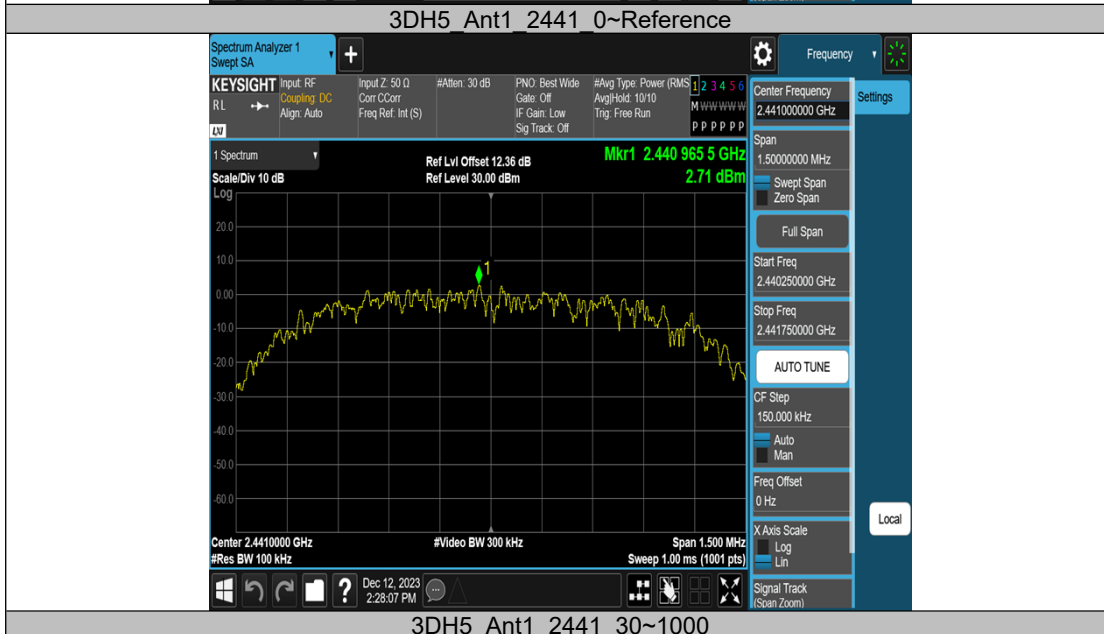 3DH5_Ant1_2441_0~Reference
Spectrum Analyzer 1
Swept SA
Frequency
KEYSIGHT
RL
LXI
Input: RF
Coupling: DC
Align: Auto
Input Z: 50 Ω
Corr CCorr
Freq Ref: Int (S)
#Atten: 30 dB
PNO: Best Wide
Gate: Off
IF Gain: Low
Sig Track: Off
#Avg Type: Power (RMS
Avg|Hold: 10/10
Trig: Free Run
1 2 3 4 5 6
M W W W W W
P P P P P P
1 Spectrum
Scale/Div 10 dB
Ref Lvl Offset 12.36 dB
Ref Level 30.00 dBm
Mkr1 2.440 965 5 GHz
2.71 dBm
Log
20.0
10.0
0.00
-10.0
-20.0
-30.0
-40.0
-50.0
-60.0
1
Center 2.4410000 GHz
#Res BW 100 kHz
#Video BW 300 kHz
Span 1.500 MHz
Sweep 1.00 ms (1001 pts)
Dec 12, 2023
2:28:07 PM
Center Frequency
2.441000000 GHz
Span
1.50000000 MHz
Swept Span
Zero Span
Full Span
Start Freq
2.440250000 GHz
Stop Freq
2.441750000 GHz
AUTO TUNE
CF Step
150.000 kHz
Auto
Man
Freq Offset
0 Hz
X Axis Scale
Log
Lin
Signal Track
(Span Zoom)
Settings
Local
3DH5_Ant1_2441_30~1000